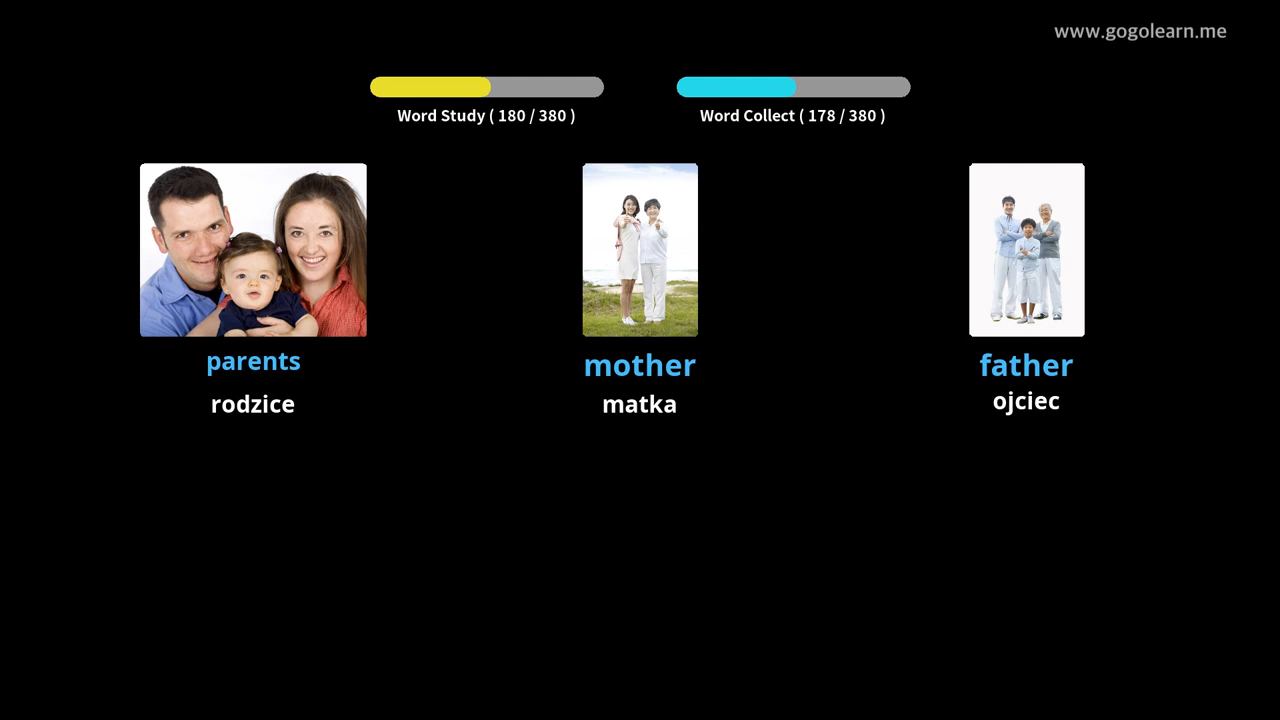 www.gogolearn.me
Word Study ( 180 / 380 )
Word Collect ( 178 / 380 )
parents
mother
father
rodzice
matka
ojciec